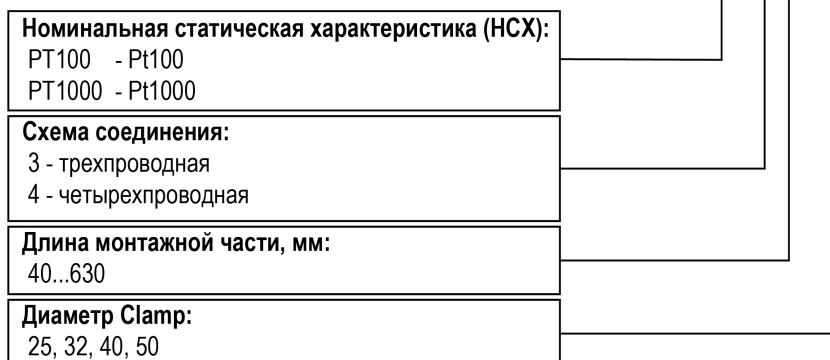 Номинальная статическая характеристика (НСХ):
PT100 - Pt100
PT1000 - Pt1000
Схема соединения:
3 - трехпроводная
4 - четырехпроводная
Длина монтажной части, мм:
40...630
Диаметр Clamp:
25, 32, 40, 50